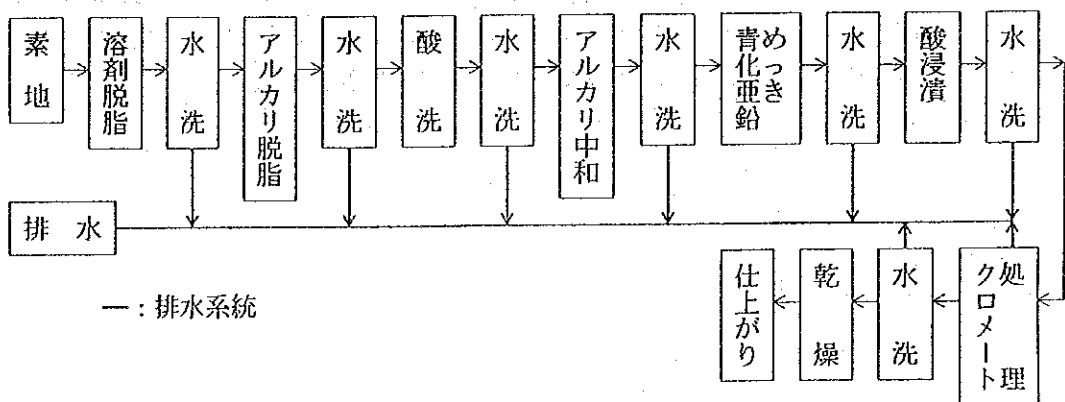 素地
溶剤脱脂
水洗
アルカリ脱脂
水洗
酸洗
水洗
アルカリ中和
水洗
青化亜鉛
めっき
水洗
酸浸漬
水洗
排水
仕上がり
乾燥
水洗
クロメート
処理
ー：排水系統